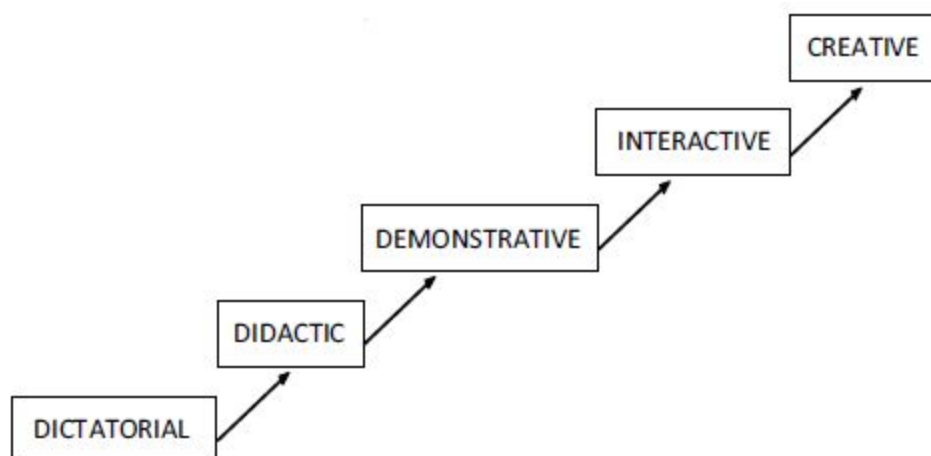 CREATIVE
INTERACTIVE
DEMONSTRATIVE
DIDACTIC
DICTATORIAL